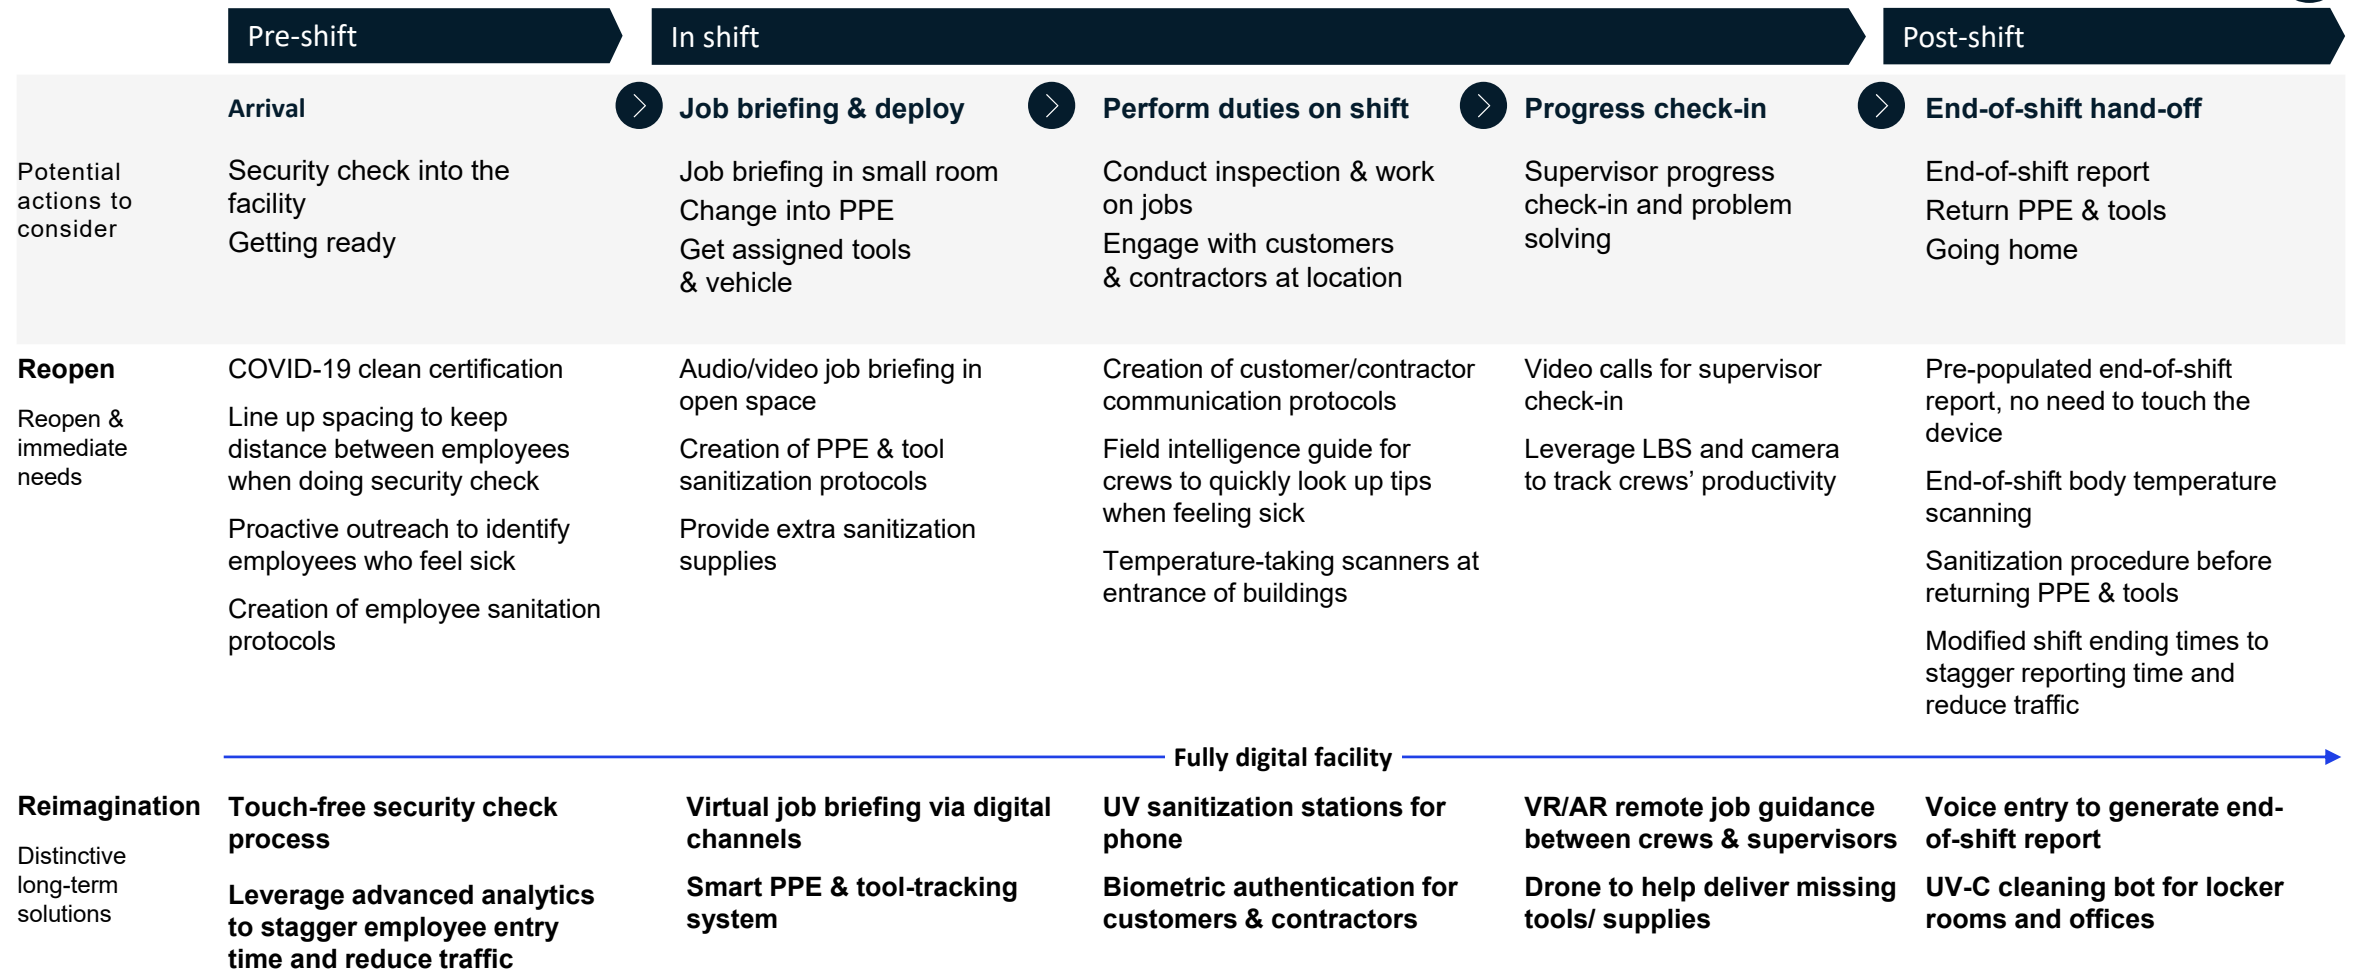 Pre-shift
In shift
Post-shift
Arrival
Job briefing & deploy
Perform duties on shift
Progress check-in
End-of-shift hand-off
Potential
actions to
consider
Security check into the
facility
Getting ready
Job briefing in small room
Change into PPE
Get assigned tools
& vehicle
Conduct inspection & work
on jobs
Engage with customers
& contractors at location
Supervisor progress
check-in and problem
solving
End-of-shift report
Return PPE & tools
Going home
Reopen
Reopen &
immediate
needs
COVID-19 clean certification
Line up spacing to keep
distance between employees
when doing security check
Proactive outreach to identify
employees who feel sick
Creation of employee sanitation
protocols
Audio/video job briefing in
open space
Creation of PPE & tool
sanitization protocols
Provide extra sanitization
supplies
Creation of customer/contractor
communication protocols
Field intelligence guide for
crews to quickly look up tips
when feeling sick
Temperature-taking scanners at
entrance of buildings
Video calls for supervisor
check-in
Leverage LBS and camera
to track crews’ productivity
Pre-populated end-of-shift
report, no need to touch the
device
End-of-shift body temperature
scanning
Sanitization procedure before
returning PPE & tools
Modified shift ending times to
stagger reporting time and
reduce traffic
Fully digital facility
Reimagination
Distinctive
long-term
solutions
Touch-free security check
process
Leverage advanced analytics
to stagger employee entry
time and reduce traffic
Virtual job briefing via digital
channels
Smart PPE & tool-tracking
system
UV sanitization stations for
phone
Biometric authentication for
customers & contractors
VR/AR remote job guidance
between crews & supervisors
Drone to help deliver missing
tools/ supplies
Voice entry to generate end-
of-shift report
UV-C cleaning bot for locker
rooms and offices